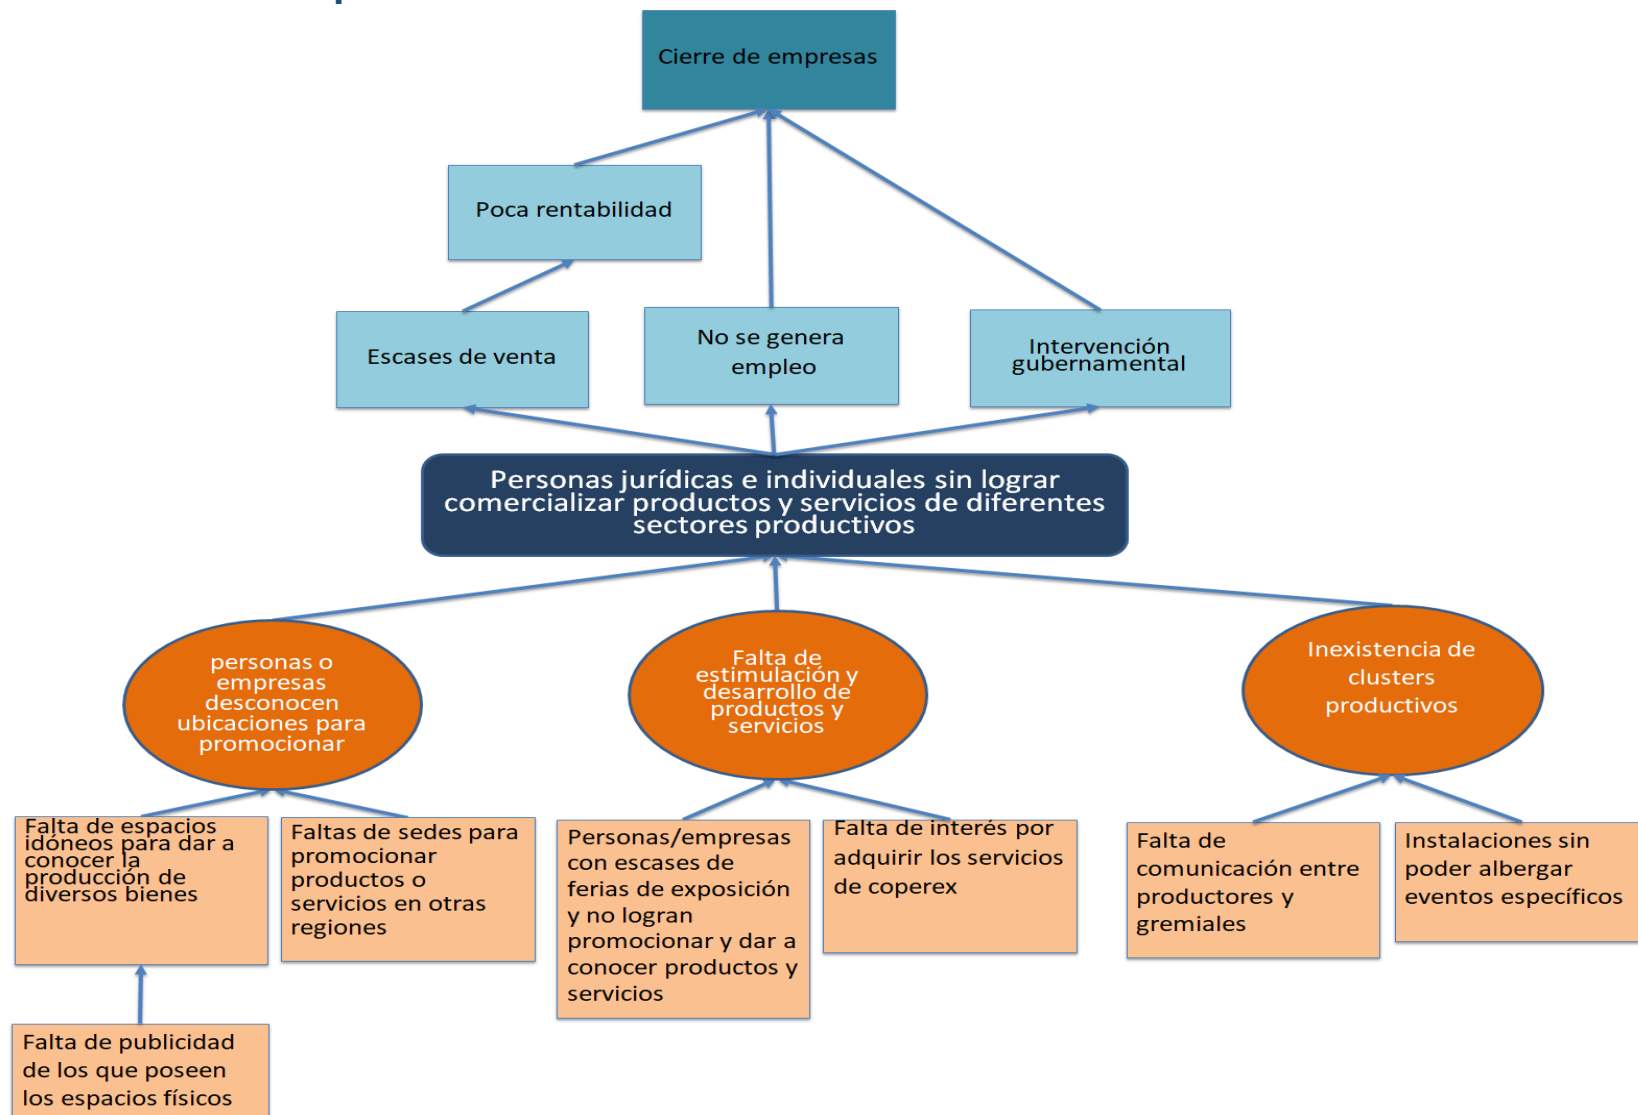 Cierre de empresas
Poca rentabilidad
Escases de venta
No se genera
empleo
Intervención
gubernamental
Personas jurídicas e individuales sin lograr
comercializar productos y servicios de diferentes
sectores productivos
personas o
empresas
desconocen
ubicaciones para
promocionar
Falta de
estimulación y
desarrollo de
productos y
servicios
Inexistencia de
clusters
productivos
Falta de espacios
idóneos para dar a
conocer la
producción de
diversos bienes
Faltas de sedes para
promocionar
productos o
servicios en otras
regiones
Personas/empresas
con escases de
ferias de exposición
y no logran
promocionar y dar a
conocer productos y
servicios
Falta de interés por
adquirir los servicios
de coperex
Falta de
comunicación entre
productores y
gremiales
Instalaciones sin
poder albergar
eventos específicos
Falta de publicidad
de los que poseen
los espacios físicos